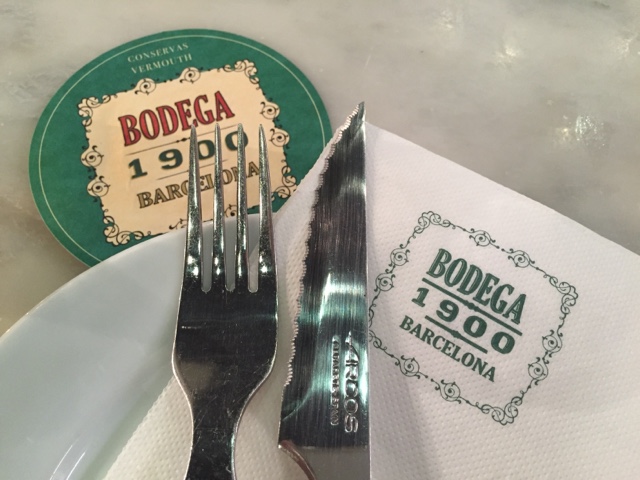 CONSERVAS
VERMOUTH
BODEGA
1900
BARCELONA
ARCOS
BODEGA
1900
BARCELONA